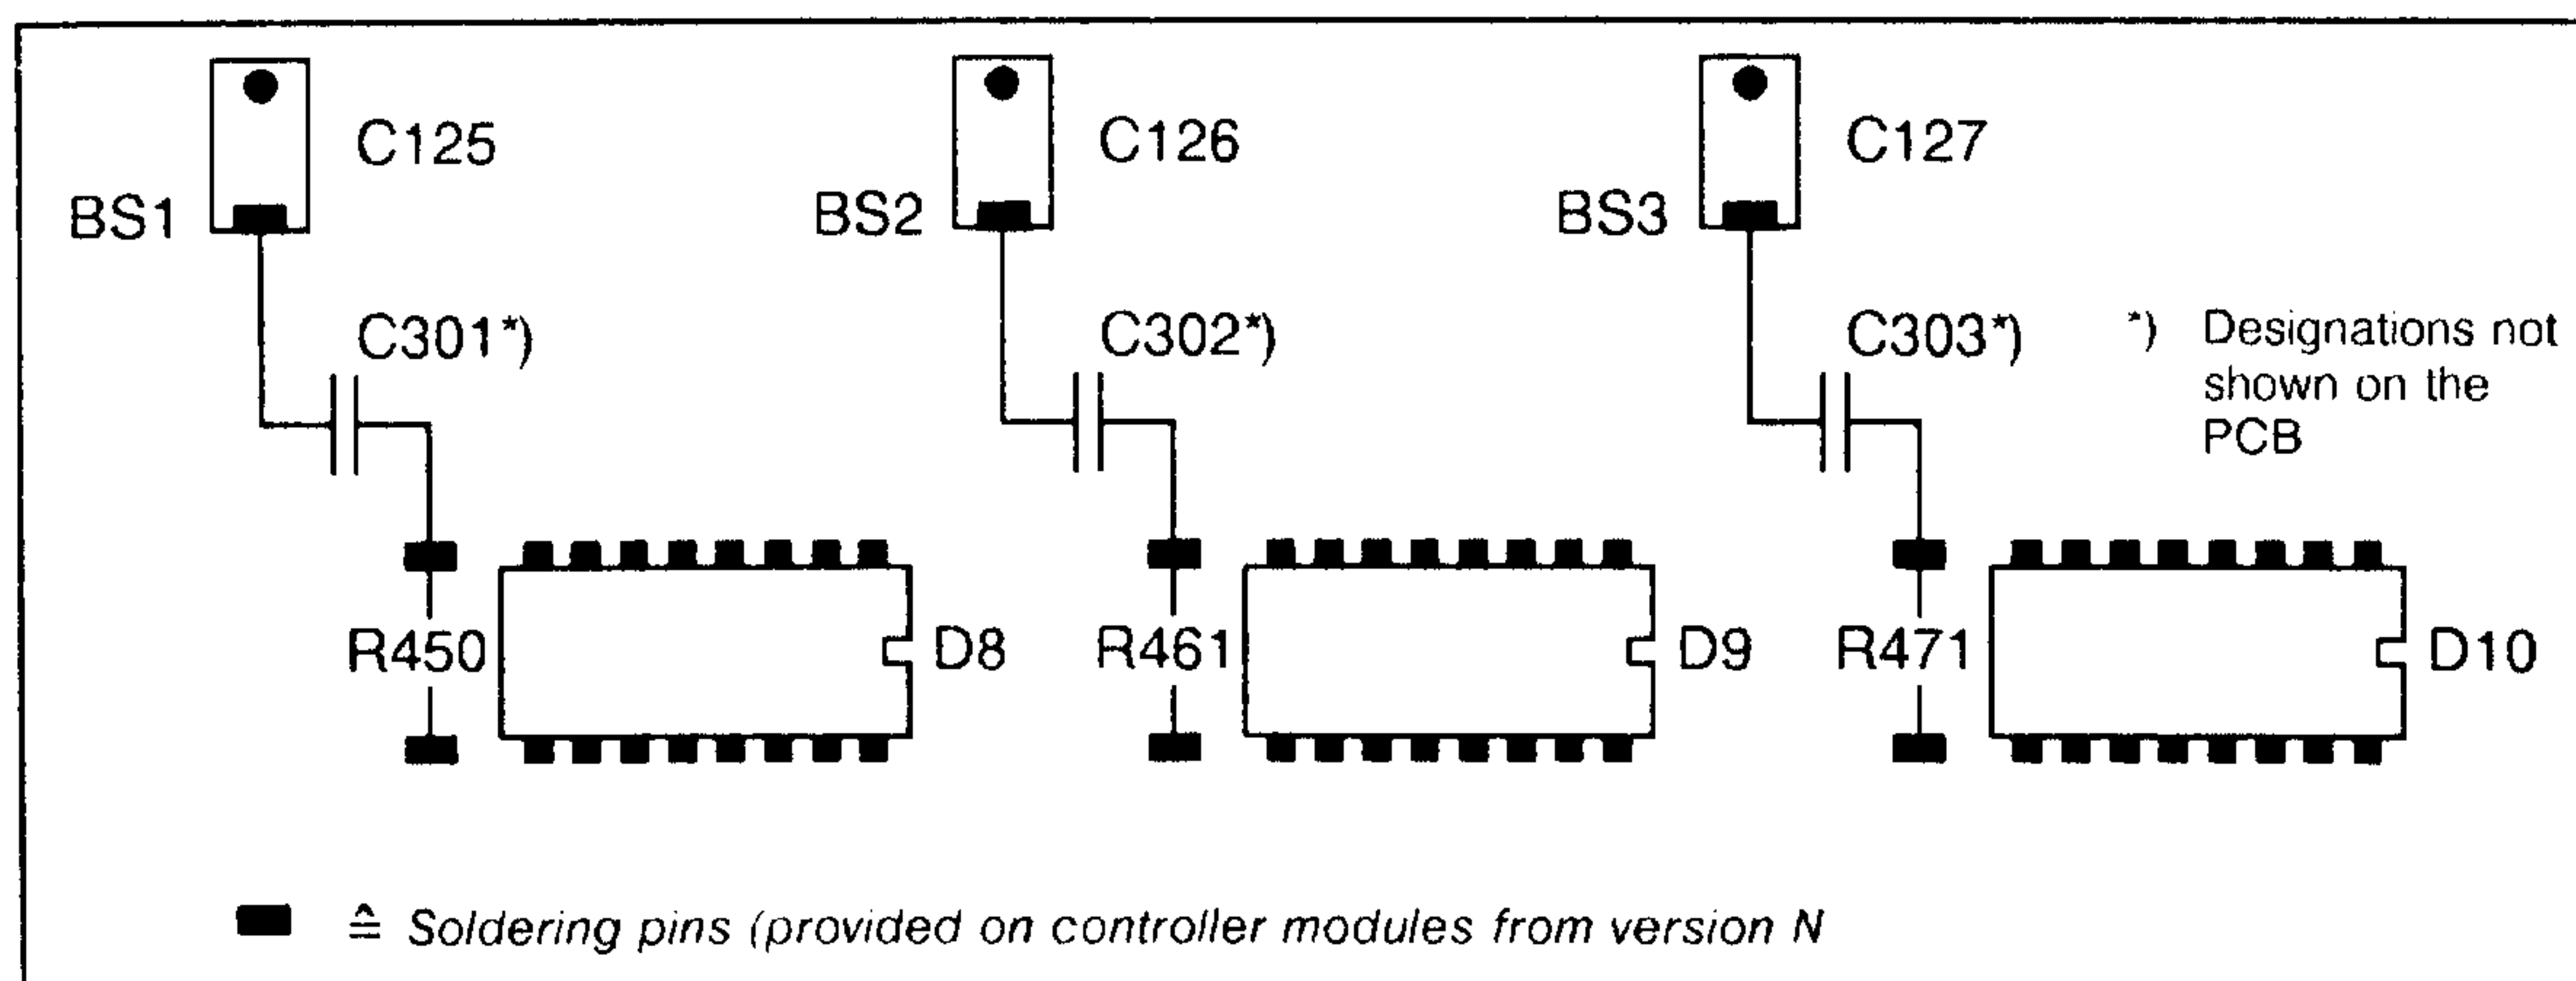 C125
C126
C127
BS1
BS2
BS3
C301*)
C302*)
C303*)
*) Designations not
shown on the
PCB
R450
D8
R461
D9
R471
D10
≙ Soldering pins (provided on controller modules from version N